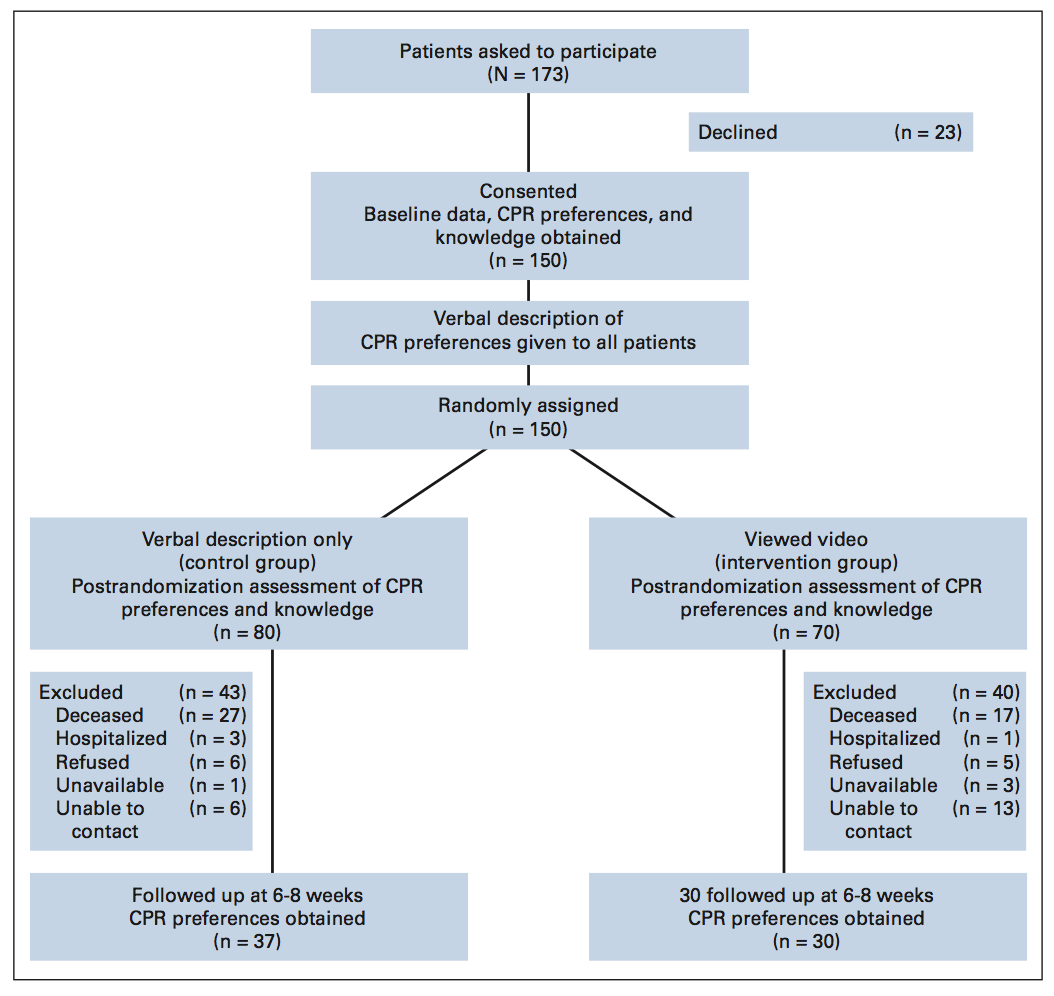 Patients asked to participate
(N = 173)
Declined (n = 23)
Consented
Baseline data, CPR preferences, and
knowledge obtained
(n = 150)
Verbal description of
CPR preferences given to all patients
Randomly assigned
(n = 150)
Verbal description only
(control group)
Postrandomization assessment of CPR
preferences and knowledge
(n = 80)
Viewed video
(intervention group)
Postrandomization assessment of CPR
preferences and knowledge
(n = 70)
Excluded (n = 43)
Deceased (n = 27)
Hospitalized (n = 3)
Refused (n = 6)
Unavailable (n = 1)
Unable to (n = 6)
contact
Excluded (n = 40)
Deceased (n = 17)
Hospitalized (n = 1)
Refused (n = 5)
Unavailable (n = 3)
Unable to (n = 13)
contact
Followed up at 6-8 weeks
CPR preferences obtained
(n = 37)
30 followed up at 6-8 weeks
CPR preferences obtained
(n = 30)